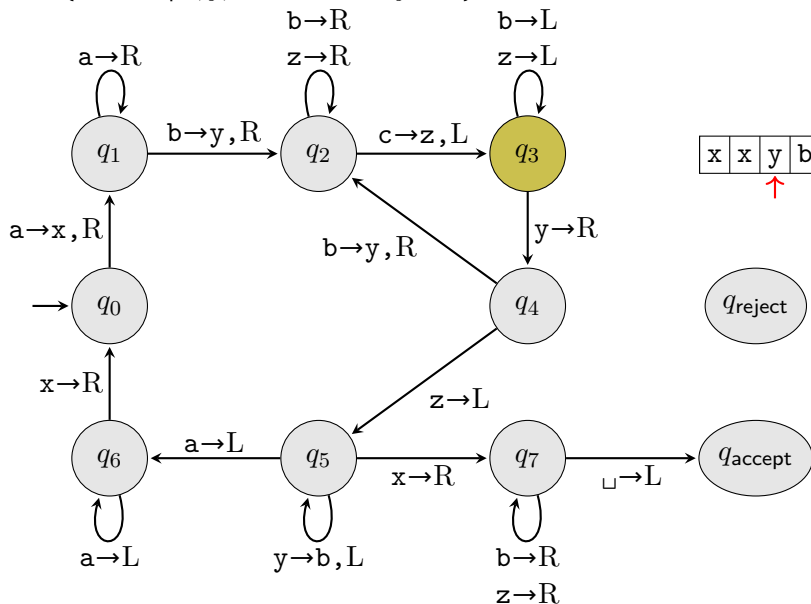 b→R
z→R
b→L
z→L
a→R
q1
b→y,R
q2
c→z,L
q3
x x y b
a→x,R
b→y,R
y→R
q0
q4
qreject
x→R
z→L
q6
a→L
q5
x→R
q7
␣→L
qaccept
a→L
y→b,L
b→R
z→R